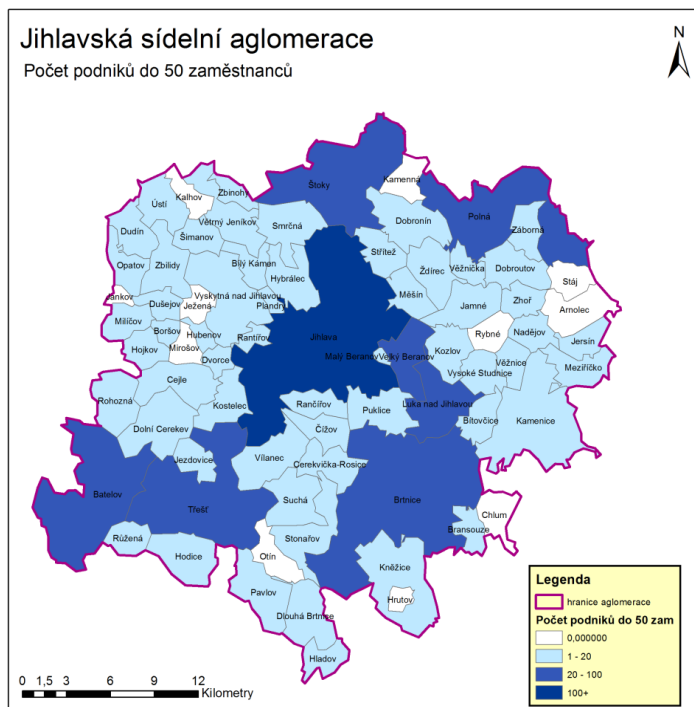 Jihlavská sídelní aglomerace
Počet podniků do 50 zaměstnanců
N
Kamenná
Štoky
Zbinohy
Kalhov
Ústí
Polná
Větrný Jeníkov
Dobronín
Smrčná
Záborná
Dudín
Šimanov
Střítež
Opatov
Zbilidy
Bílý Kámen
Věžnička
Dobroutov
Ždírec
Hybrálec
Stáj
Jankov
Vyskytná nad Jihlavou
Měšín
Zhoř
Dušejov
Ježená
Plandry
Jamné
Arnolec
Milíčov
Boršov
Hubenov
Rantířov
Jihlava
Rybné
Nadějov
Jersín
Hojkov
Mirošov
Dvorce
Malý Beranov
Velký Beranov
Kozlov
Věžnice
Meziříčko
Vysoké Studnice
Cejle
Rohozná
Kostelec
Rančířov
Puklice
Luka nad Jihlavou
Dolní Cerekev
Čížov
Bítovčice
Kamenice
Jezdovice
Vílanec
Cerekvička-Rosice
Batelov
Třešť
Suchá
Brtnice
Chlum
Růžená
Stonařov
Bransouze
Hodice
Otín
Kněžice
Pavlov
Hrutov
Dlouhá Brtnice
Hladov
Legenda
hranice aglomerace
Počet podniků do 50 zam
0,000000
1 - 20
20 - 100
100+
0 1,5 3 6 9 12
Kilometry